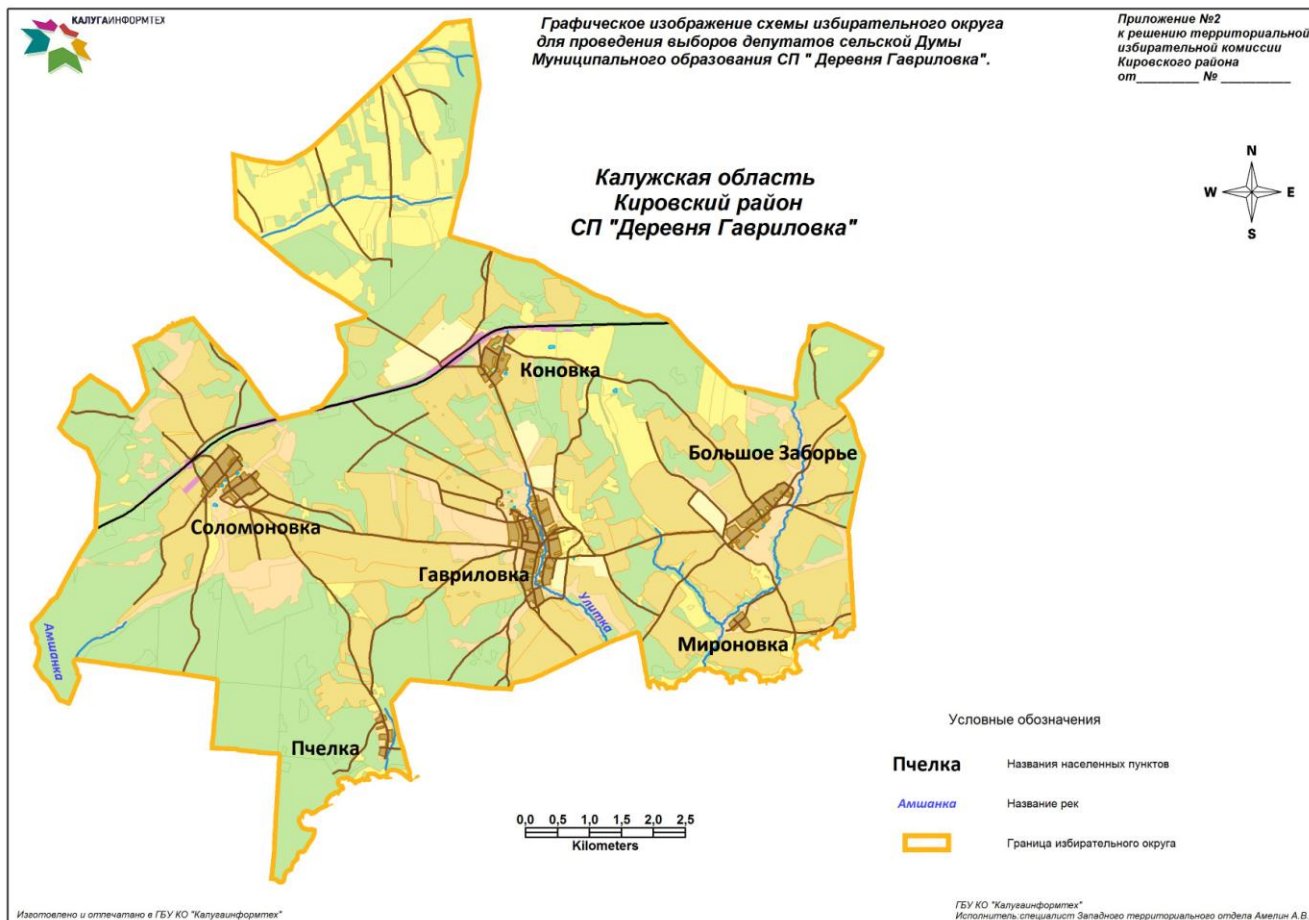 КАЛУГАИНФОРМТЕХ
Графическое изображение схемы избирательного округа
для проведения выборов депутатов сельской Думы
Муниципального образования СП " Деревня Гавриловка".
Приложение №2
к решению территориальной
избирательной комиссии
Кировского района
от_________ № __________
Калужская область
Кировский район
СП "Деревня Гавриловка"
N
W E
S
Коновка
Большое Заборье
Соломоновка
Гавриловка
Улитка
Амшанка
Мироновка
Пчелка
0,0 0,5 1,0 1,5 2,0 2,5
Kilometers
Условные обозначения
Пчелка Названия населенных пунктов
Амшанка Название рек
Граница избирательного округа
Изготовлено и отпечатано в ГБУ КО "Калугаинформтех"
ГБУ КО "Калугаинформтех"
Исполнитель:специалист Западного территориального отдела Амелин А.В.